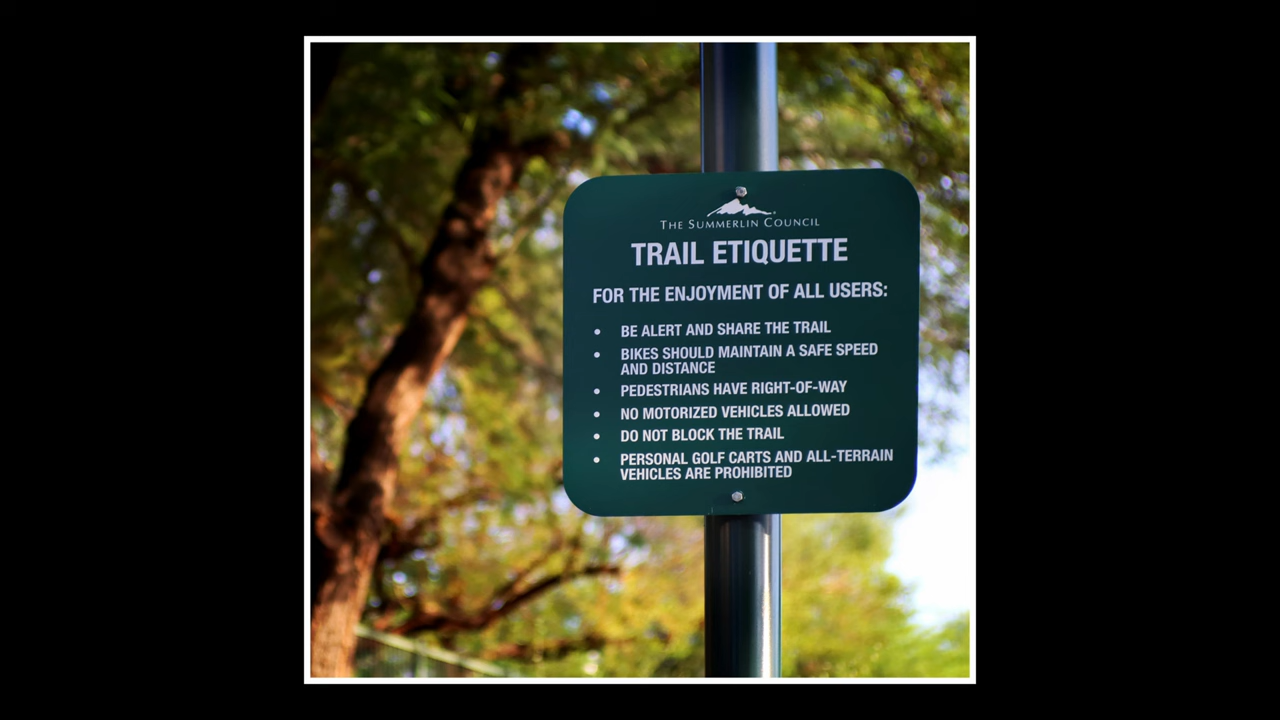 THE SUMMERLIN COUNCIL
TRAIL ETIQUETTE
FOR THE ENJOYMENT OF ALL USERS:
• BE ALERT AND SHARE THE TRAIL
• BIKES SHOULD MAINTAIN A SAFE SPEED
AND DISTANCE
• PEDESTRIANS HAVE RIGHT-OF-WAY
• NO MOTORIZED VEHICLES ALLOWED
• DO NOT BLOCK THE TRAIL
• PERSONAL GOLF CARTS AND ALL-TERRAIN
VEHICLES ARE PROHIBITED